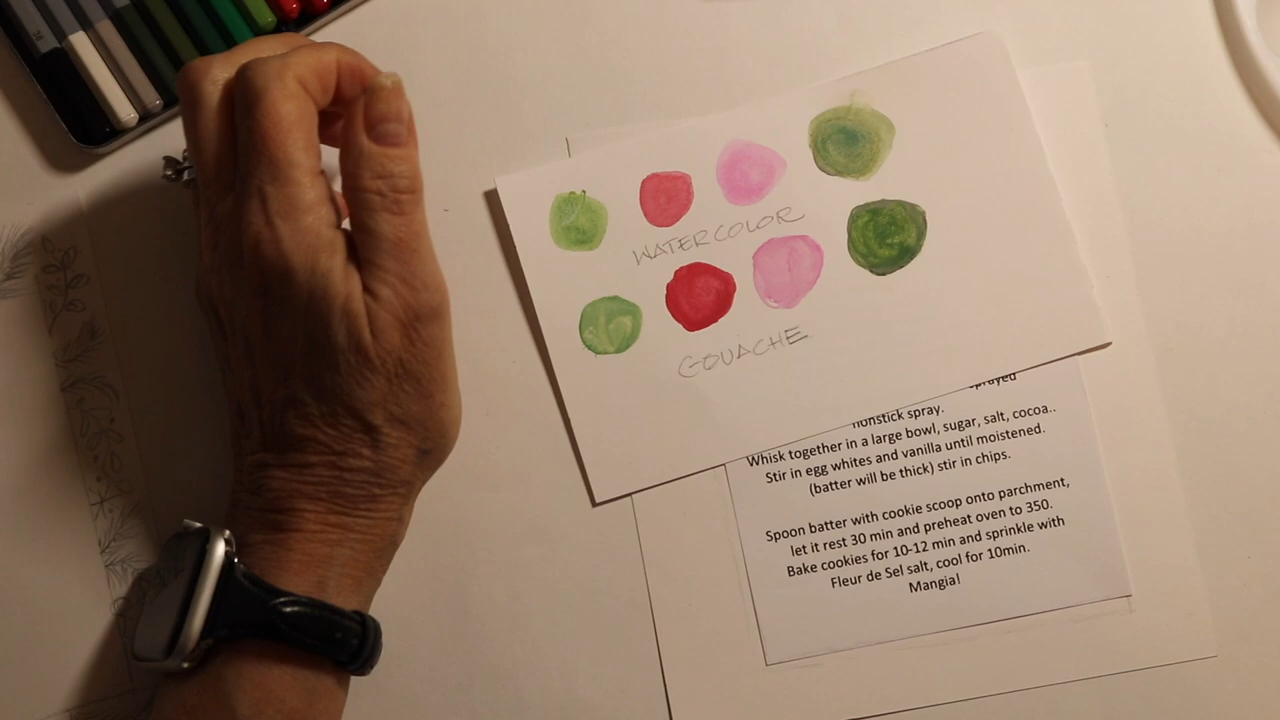 WATERCOLOR
GOUACHE
sprayed
nonstick spray.
Whisk together in a large bowl, sugar, salt, cocoa..
Stir in egg whites and vanilla until moistened.
(batter will be thick) stir in chips.
Spoon batter with cookie scoop onto parchment,
let it rest 30 min and preheat oven to 350.
Bake cookies for 10-12 min and sprinkle with
Fleur de Sel salt, cool for 10min.
Mangia!